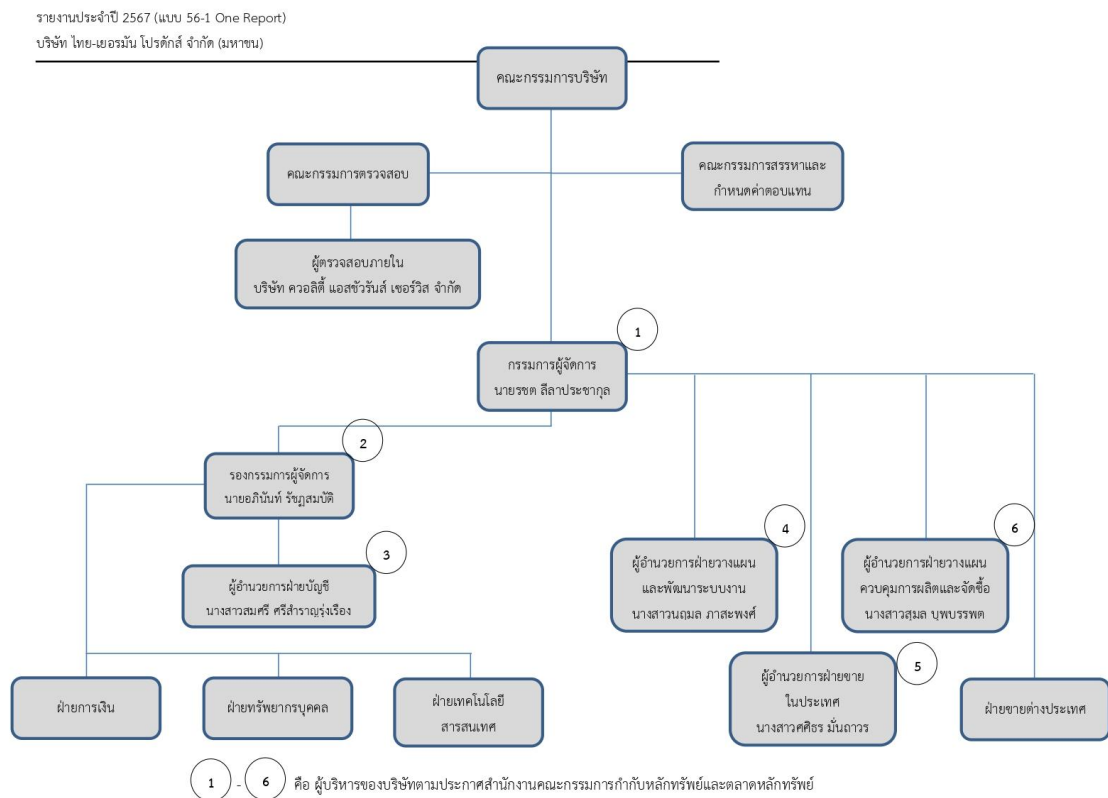 รายงานประจำปี 2567 (แบบ 56-1 One Report)
บริษัท ไทย-เยอรมัน โปรดักส์ จำกัด (มหาชน)
คณะกรรมการบริษัท
คณะกรรมการตรวจสอบ
คณะกรรมการสรรหาและ
กำหนดค่าตอบแทน
ผู้ตรวจสอบภายใน
บริษัท ควอลิตี้ แอสชัวรันส์ เซอร์วิส จำกัด
1
กรรมการผู้จัดการ
นายรชต ลีลาประชากุล
2
รองกรรมการผู้จัดการ
นายอภินันท์ รัชฎสมบัติ
3
ผู้อำนวยการฝ่ายบัญชี
นางสาวสมศรี ศรีสำราญรุ่งเรือง
4
ผู้อำนวยการฝ่ายวางแผน
และพัฒนาระบบงาน
นางสาวนฤมล ภาสะพงศ์
6
ผู้อำนวยการฝ่ายวางแผน
ควบคุมการผลิตและจัดซื้อ
นางสาวสุมล บุพบรรพต
5
ผู้อำนวยการฝ่ายขาย
ในประเทศ
นางสาวศศิธร มั่นถาวร
ฝ่ายการเงิน
ฝ่ายทรัพยากรบุคคล
ฝ่ายเทคโนโลยี
สารสนเทศ
ฝ่ายขายต่างประเทศ
1 - 6 คือ ผู้บริหารของบริษัทตามประกาศสำนักงานคณะกรรมการกำกับหลักทรัพย์และตลาดหลักทรัพย์